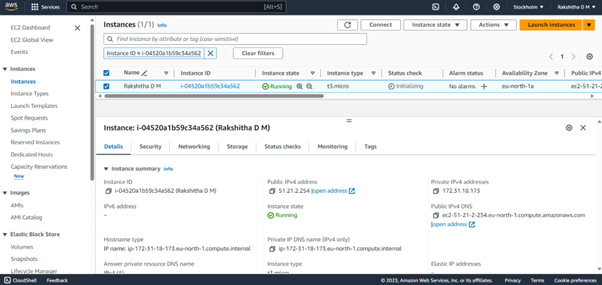 aws
Services
Search
[Alt+S]
Stockholm
Rakshitha D M
EC2 Dashboard
EC2 Global View
Events
Instances
Instances
Instance Types
Launch Templates
Spot Requests
Savings Plans
Reserved Instances
Dedicated Hosts
Capacity Reservations
New
Images
AMIs
AMI Catalog
Elastic Block Store
Volumes
Snapshots
Lifecycle Manager
Instances (1/1) Info
Connect
Instance state
Actions
Launch instances
Find Instance by attribute or tag (case-sensitive)
Instance ID = i-04520a1b59c34a562
Clear filters
1
Name Instance ID Instance state Instance type Status check Alarm status Availability Zone Public IPv4
Rakshitha D M i-04520a1b59c34a562 Running t3.micro Initializing No alarms eu-north-1a ec2-51-21-2
Instance: i-04520a1b59c34a562 (Rakshitha D M)
Details Security Networking Storage Status checks Monitoring Tags
Instance summary Info
Instance ID Public IPv4 address Private IPv4 addresses
i-04520a1b59c34a562 (Rakshitha D M) 51.21.2.254 |open address 172.31.18.173
IPv6 address Instance state Public IPv4 DNS
– Running ec2-51-21-2-254.eu-north-1.compute.amazonaws.com
|open address
Hostname type Private IP DNS name (IPv4 only)
IP name: ip-172-31-18-173.eu-north-1.compute.internal ip-172-31-18-173.eu-north-1.compute.internal
Answer private resource DNS name Instance type Elastic IP addresses
IPv4 (A) t3.micro
CloudShell Feedback © 2023, Amazon Web Services, Inc. or its affiliates. Privacy Terms Cookie preferences